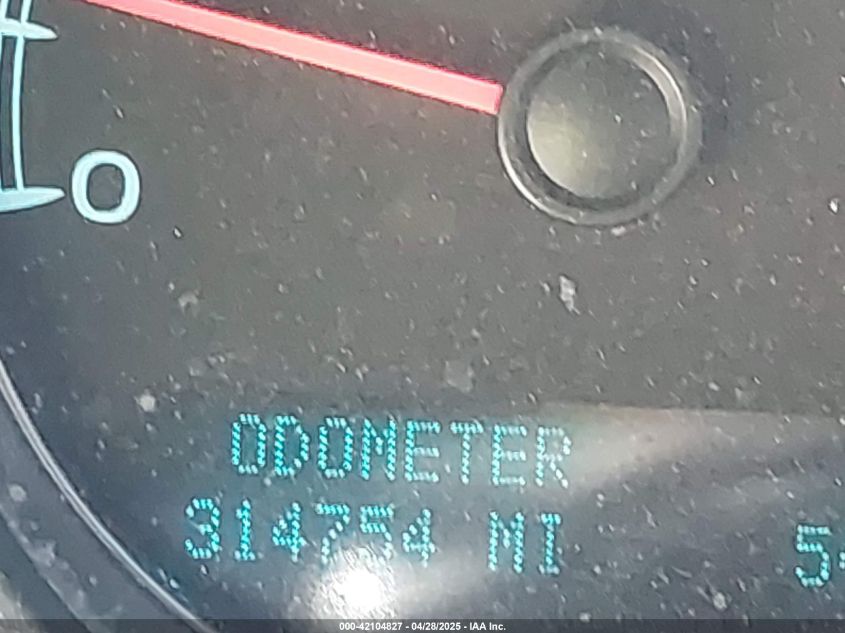 0
ODOMETER
314754 MI
000-42104827 - 04/28/2025 - IAA Inc.